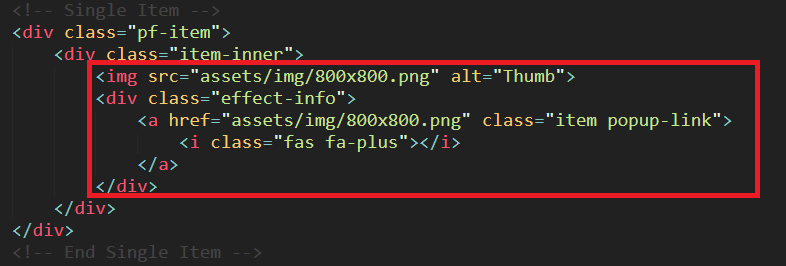 <!-- Single Item -->
<div class="pf-item">
<div class="item-inner">
<img src="assets/img/800x800.png" alt="Thumb">
<div class="effect-info">
<a href="assets/img/800x800.png" class="item popup-link">
<i class="fas fa-plus"></i>
</a>
</div>
</div>
</div>
<!-- End Single Item -->